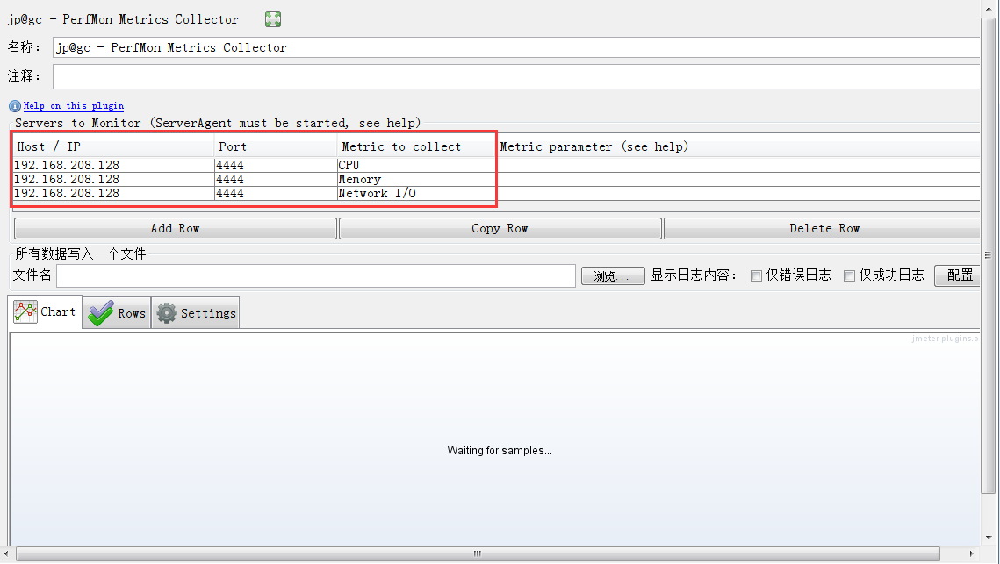 jp@gc - PerfMon Metrics Collector
名称: jp@gc - PerfMon Metrics Collector
注释:
Help on this plugin
Servers to Monitor (ServerAgent must be started, see help)
Host / IP Port Metric to collect Metric parameter (see help)
192.168.208.128 4444 CPU
192.168.208.128 4444 Memory
192.168.208.128 4444 Network I/O
Add Row Copy Row Delete Row
所有数据写入一个文件
文件名 浏览... 显示日志内容: 仅错误日志 仅成功日志 配置
Chart Rows Settings
jmeter-plugins.o
Waiting for samples...